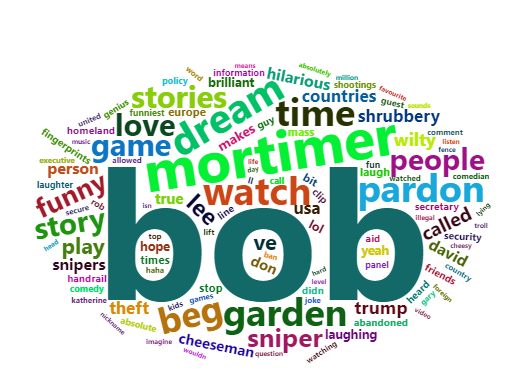 means
word
absolutely
policy
information
million
genius
brilliant
hilarious
shootings
favourite
stories
dream
countries
guest
sounds
united
funniest
europe
time
shrubbery
fingerprints
homeland
love
makes
guy
mass
wilty
comment
music
game
mortimer
listen
fence
executive
allowed
life
fun
people
person
day
laugh
watched
comedian
laughter
funny
true
watch
ll
call
bit
clip
pardon
secure
rob
lee
line
usa
secretary
illegal
lying
story
lol
called
troll
head
play
top
hope
lift
ve
aid
yeah
david
security
cheesy
snipers
times
haha
don
ban
panel
friends
country
handrail
bob
hard
level
heard
gary
foreign
comedy
katherine
kids
games
stop
didn
joke
trump
video
nickname
theft
absolute
beg
garden
abandoned
imagine
cheeseman
sniper
laughing
wouldn
question
watching
isn